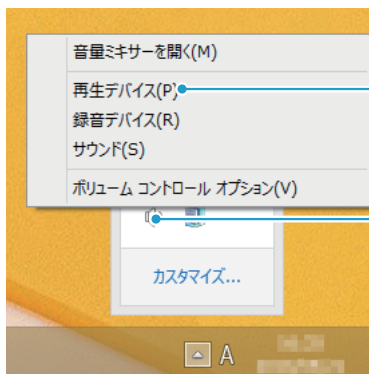 音量ミキサーを開く(M)
再生デバイス(P)
録音デバイス(R)
サウンド(S)
ボリューム コントロール オプション(V)
カスタマイズ...
A